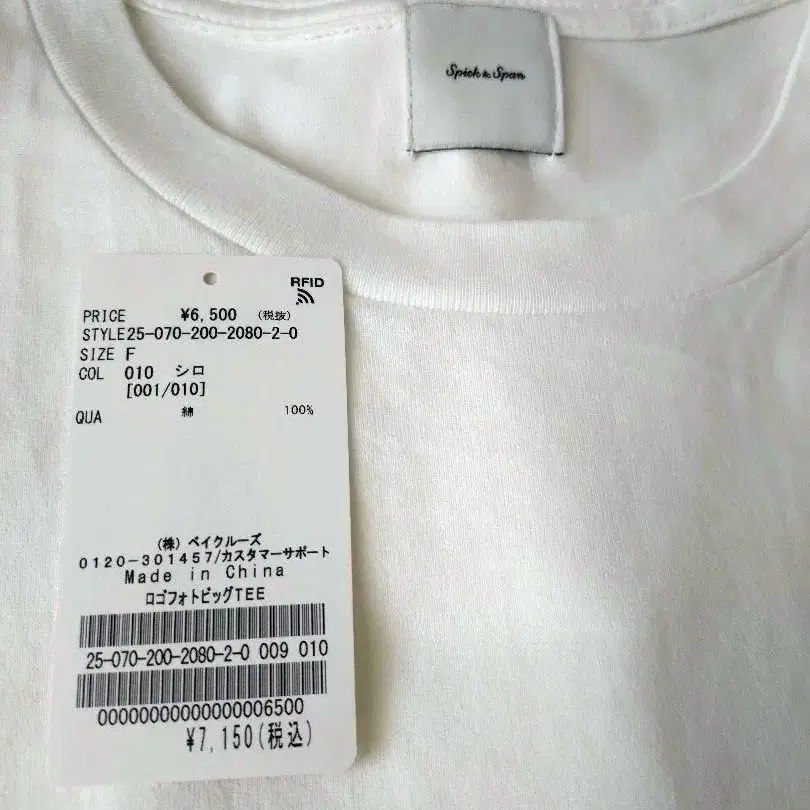 Spick & Span
RFID
PRICE ¥6,500 (税抜)
STYLE25-070-200-2080-2-0
SIZE F
COL 010 シロ
[001/010]
QUA 綿 100%
(株) ベイクルーズ
0120-301457/カスタマーサポート
Made in China
ロゴフォトビッグTEE
25-070-200-2080-2-0 009 010
00000000000000006500
¥7,150(税込)